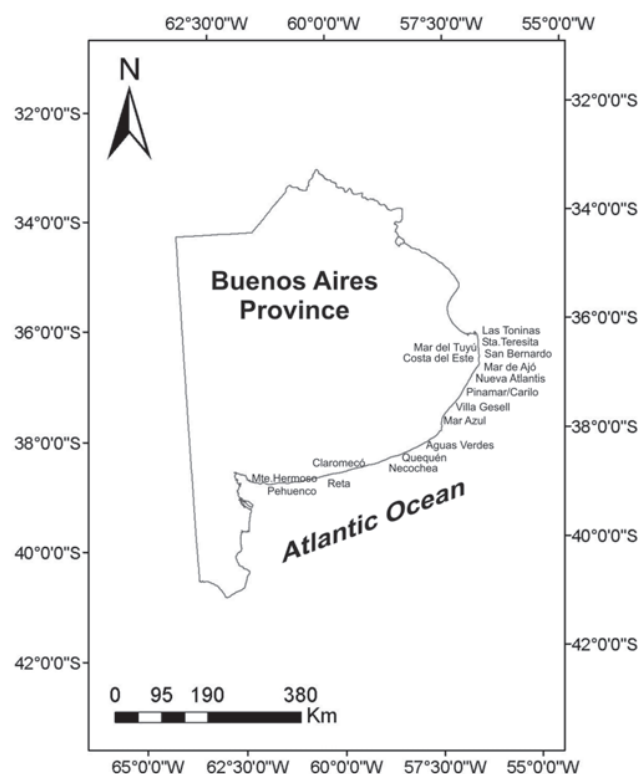 62°30'0"W 60°0'0"W 57°30'0"W 55°0'0"W
N
32°0'0"S 32°0'0"S
34°0'0"S 34°0'0"S
Buenos Aires
Province
36°0'0"S 36°0'0"S
Las Toninas
Mar del Tuyú Sta.Teresita
Costa del Este San Bernardo
Mar de Ajó
Nueva Atlantis
Pinamar/Carilo
Villa Gesell
Mar Azul
38°0'0"S 38°0'0"S
Aguas Verdes
Claromecó Quequén
Necochea
Mte.Hermoso Reta
Pehuenco
Atlantic Ocean
40°0'0"S 40°0'0"S
42°0'0"S 42°0'0"S
0 95 190 380
Km
65°0'0"W 62°30'0"W 60°0'0"W 57°30'0"W 55°0'0"W